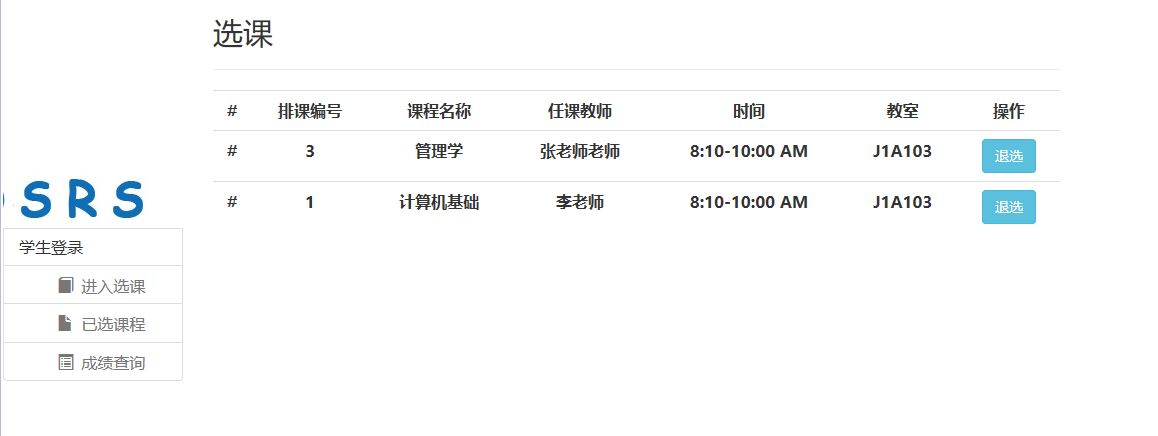 选课
# 排课编号 课程名称 任课教师 时间 教室 操作
# 3 管理学 张老师老师 8:10-10:00 AM J1A103 退选
# 1 计算机基础 李老师 8:10-10:00 AM J1A103 退选
SRS
学生登录
进入选课
已选课程
成绩查询